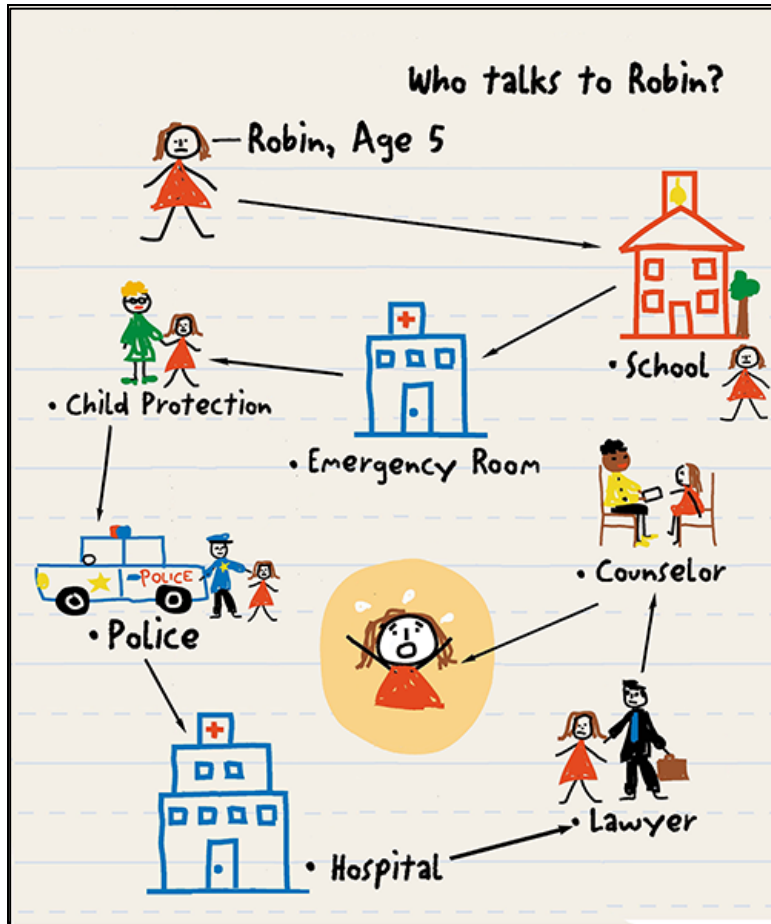 Who talks to Robin?
Robin, Age 5
• School
• Child Protection
• Emergency Room
• Counselor
POLICE
• Police
• Lawyer
• Hospital